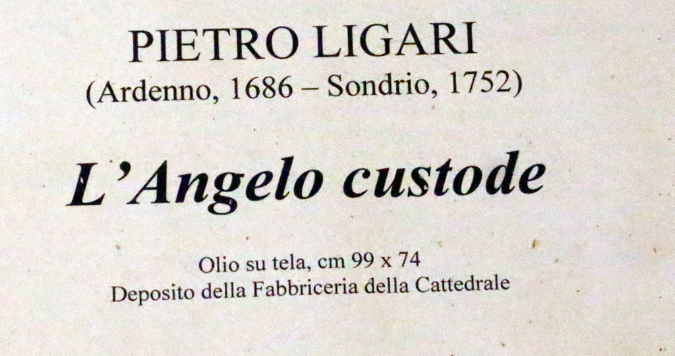 PIETRO LIGARI
(Ardenno, 1686 – Sondrio, 1752)
L'Angelo custode
Olio su tela, cm 99 x 74
Deposito della Fabbriceria della Cattedrale